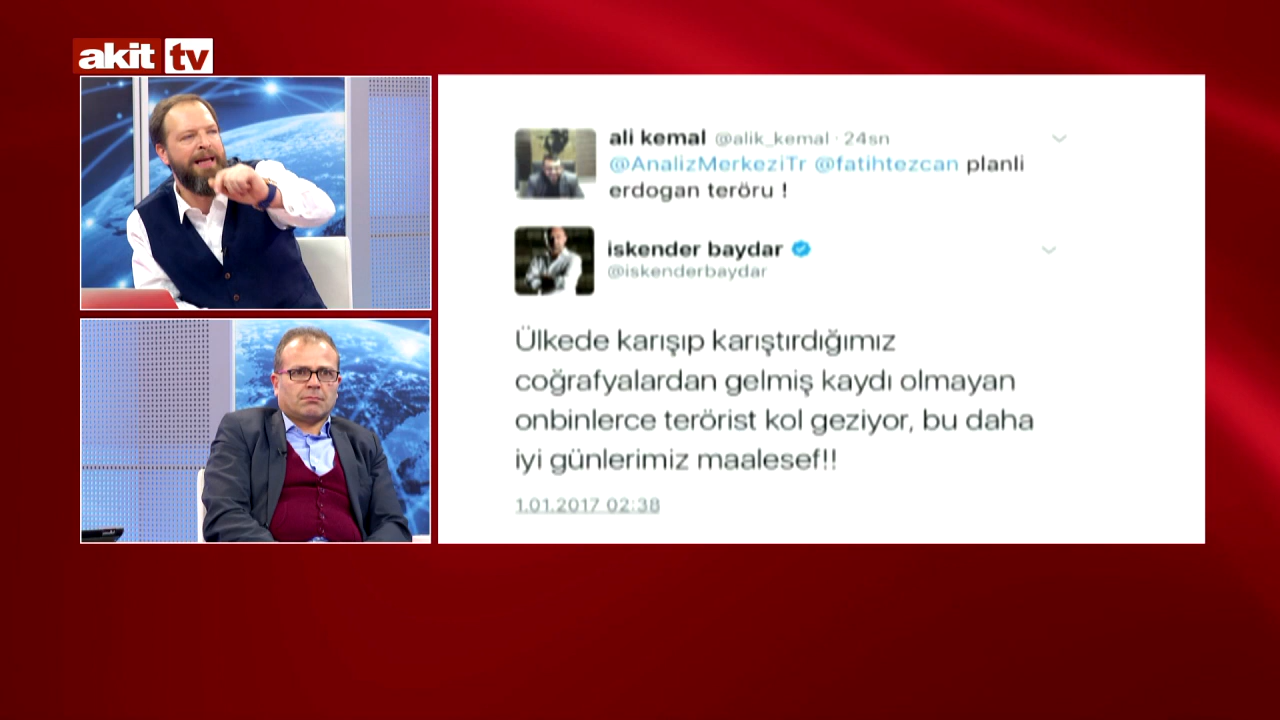 akit tv
ali kemal @alik_kemal · 24sn
@AnalizMerkeziTr @fatihtezcan planli
erdogan teröru !
iskender baydar
@iskenderbaydar
Ülkede karışıp karıştırdığımız
coğrafyalardan gelmiş kaydı olmayan
onbinlerce terörist kol geziyor, bu daha
iyi günlerimiz maalesef!!
1.01.2017 02:38